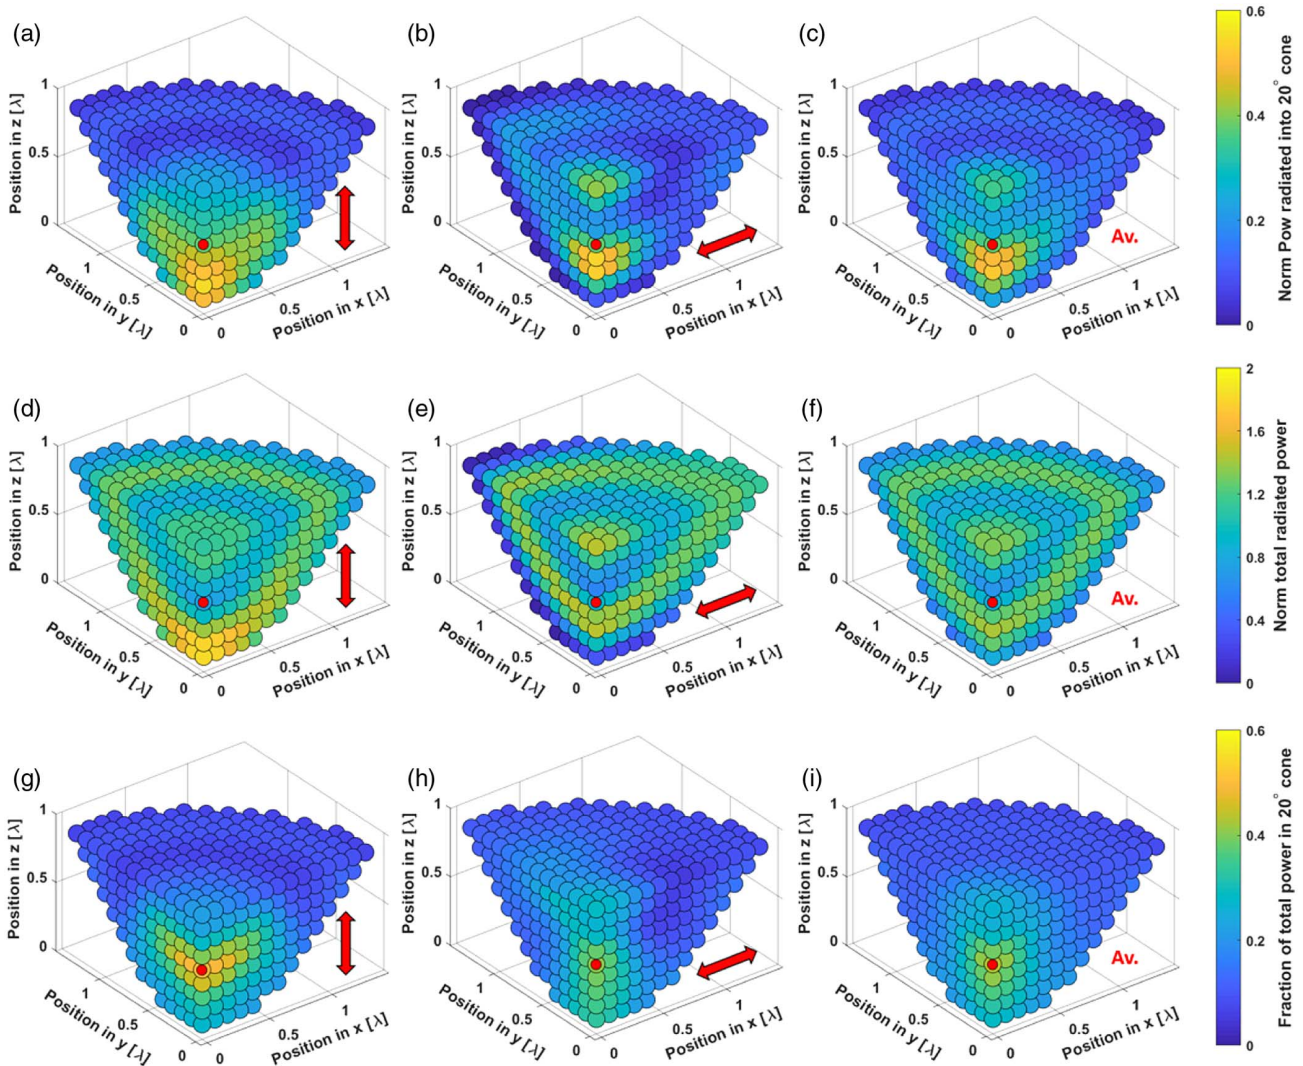 (a)
(b)
(c)
Position in z [λ]
1
0.5
0
Position in y [λ]
1
0.5
0
Position in x [λ]
0
0.5
1
Position in z [λ]
1
0.5
0
Position in y [λ]
1
0.5
0
Position in x [λ]
0
0.5
1
Position in z [λ]
1
0.5
0
Position in y [λ]
1
0.5
0
Position in x [λ]
0
0.5
1
Av.
0.6
0.4
0.2
0
Norm Pow radiated into 20° cone
(d)
(e)
(f)
Position in z [λ]
1
0.5
0
Position in y [λ]
1
0.5
0
Position in x [λ]
0
0.5
1
Position in z [λ]
1
0.5
0
Position in y [λ]
1
0.5
0
Position in x [λ]
0
0.5
1
Position in z [λ]
1
0.5
0
Position in y [λ]
1
0.5
0
Position in x [λ]
0
0.5
1
Av.
2
1.6
1.2
0.8
0.4
0
Norm total radiated power
(g)
(h)
(i)
Position in z [λ]
1
0.5
0
Position in y [λ]
1
0.5
0
Position in x [λ]
0
0.5
1
Position in z [λ]
1
0.5
0
Position in y [λ]
1
0.5
0
Position in x [λ]
0
0.5
1
Position in z [λ]
1
0.5
0
Position in y [λ]
1
0.5
0
Position in x [λ]
0
0.5
1
Av.
0.6
0.4
0.2
0
Fraction of total power in 20° cone